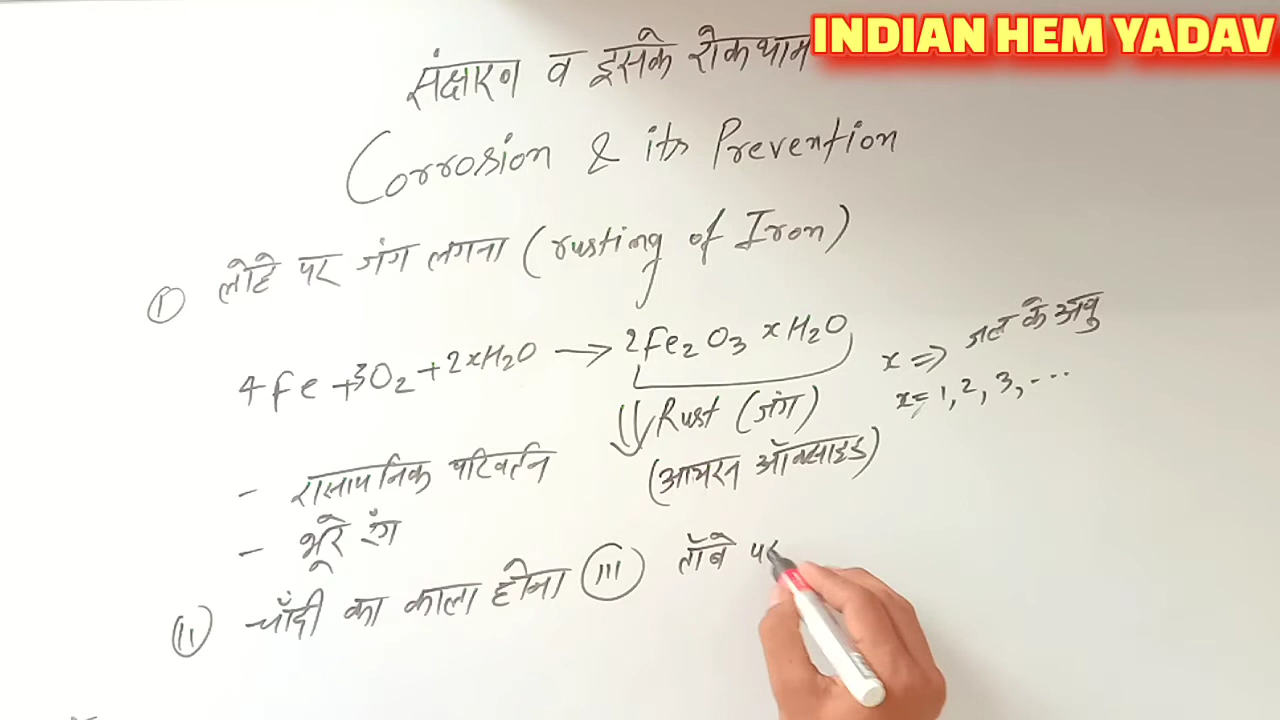 INDIAN HEM YADAV
संक्षारण व इसके रोकथाम
Corrosion & its Prevention
(I) लोहे पर जंग लगना (rusting of Iron)
4Fe + 3O₂ + 2xH₂O → 2Fe₂O₃ xH₂O
x ⇒ जल के अणु
x = 1, 2, 3, ---
Rust (जंग)
(आयरन ऑक्साइड)
- रासायनिक परिवर्तन
- भूरे रंग
(II) चाँदी का काला होना (III) ताँबे पर